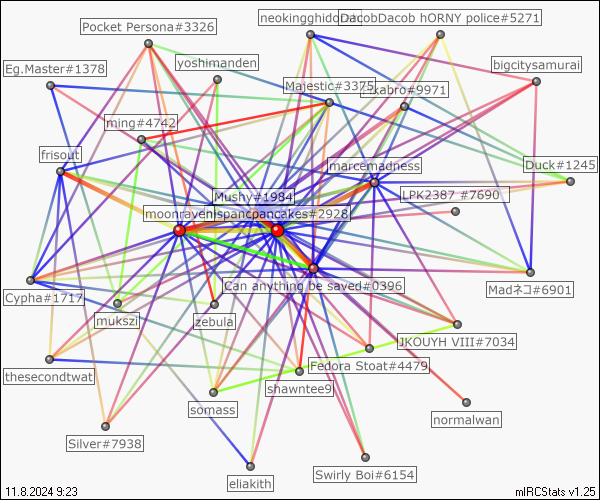 neokingghidorah DacobDacob hORNY police#5271
Pocket Persona#3326
yoshimanden
bigcitysamurai
Eg.Master#1378
Majestic#3375 kabro#9971
ming#4742
frisout
marcemadness
Duck#1245
Mushy#1984
LPK2387 #7690
moonravenispancpancakes#2928
Can anything be saved#0396
Cypha#1717
Madネコ#6901
mukszi
zebula
JKOUYH VIII#7034
Fedora Stoat#4479
thesecondtwat
shawntee9
somass
normalwan
Silver#7938
Swirly Boi#6154
eliakith
11.8.2024 9:23
mIRCStats v1.25